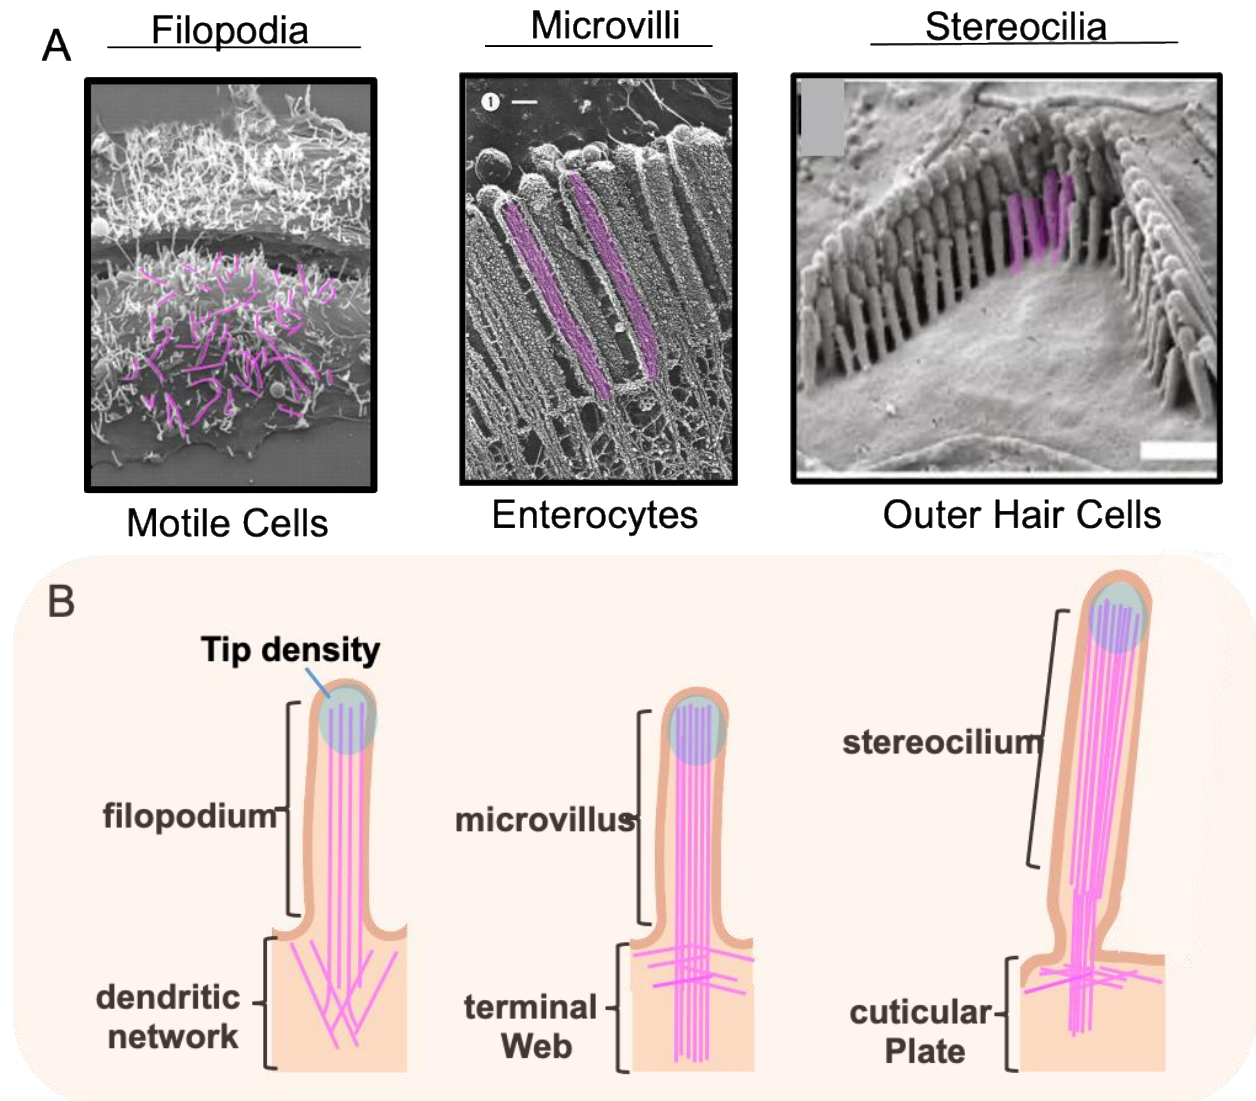 A
Filopodia
Microvilli
Stereocilia
1
Motile Cells
Enterocytes
Outer Hair Cells
B
Tip density
filopodium
microvillus
stereocilium
dendritic
network
terminal
Web
cuticular
Plate